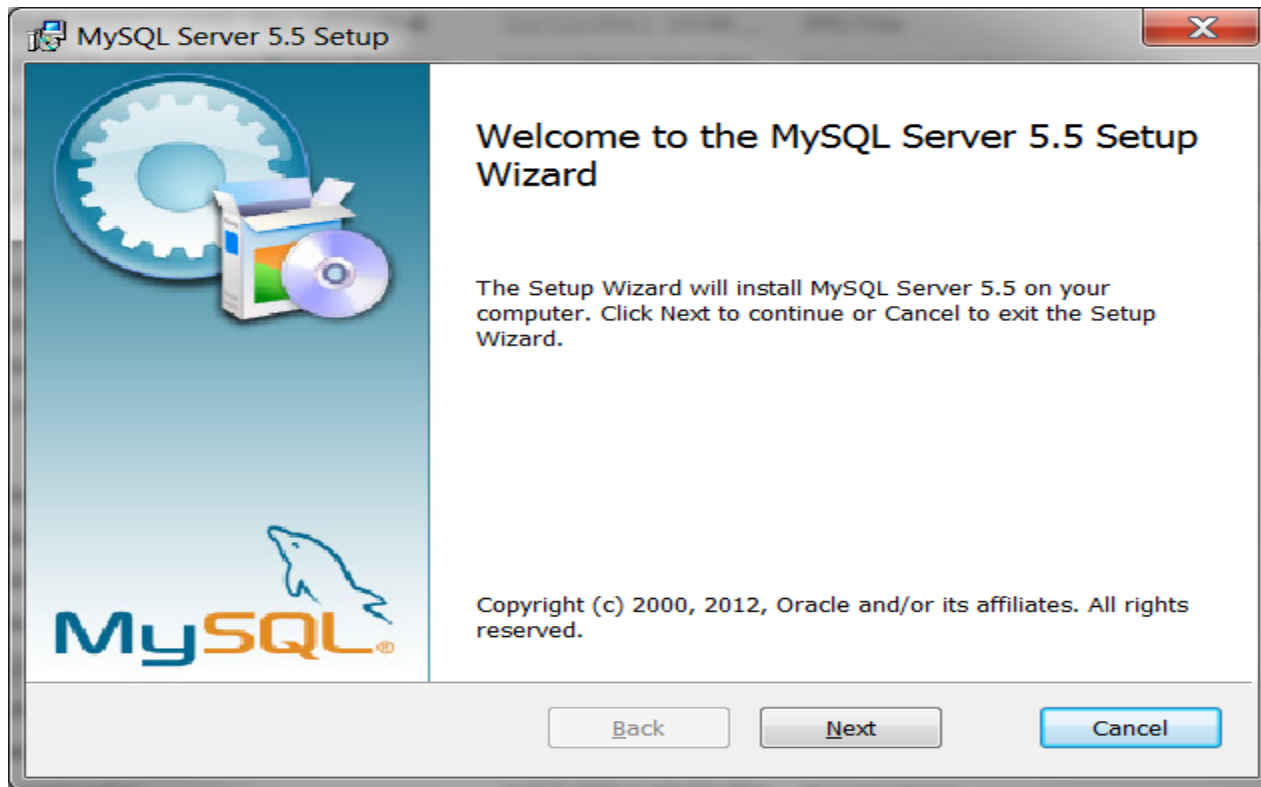 MySQL Server 5.5 Setup
Welcome to the MySQL Server 5.5 Setup
Wizard
The Setup Wizard will install MySQL Server 5.5 on your
computer. Click Next to continue or Cancel to exit the Setup
Wizard.
MySQL®
Copyright (c) 2000, 2012, Oracle and/or its affiliates. All rights
reserved.
Back Next Cancel